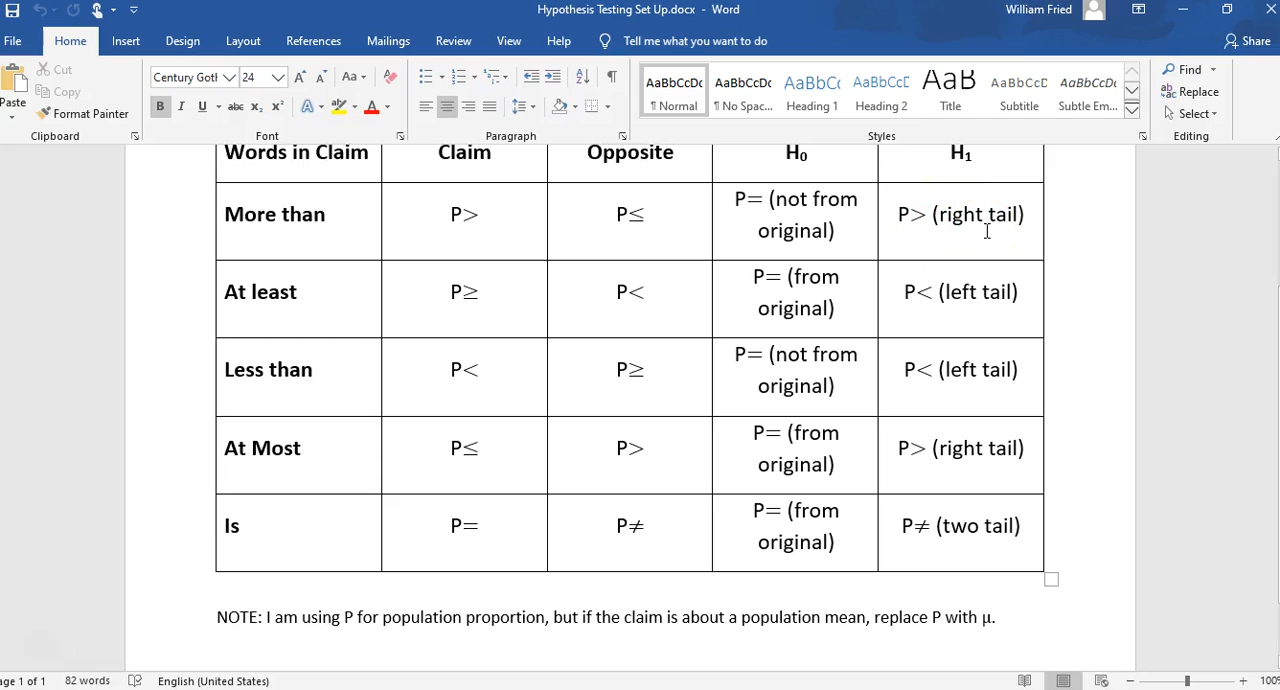 Hypothesis Testing Set Up.docx - Word
William Fried
File Home Insert Design Layout References Mailings Review View Help Tell me what you want to do Share
Cut
Copy
Format Painter
Paste
Century Gotl 24
AaBbCcDc AaBbCcDc AaBbC( AaBbCcD AaB AaBbCcD AaBbCcDc
¶ Normal ¶ No Spac... Heading 1 Heading 2 Title Subtitle Subtle Em...
Find
Replace
Select
Clipboard Font Paragraph Styles Editing
Words in Claim Claim Opposite H₀ H₁
More than P> P≤ P= (not from original) P> (right tail)
At least P≥ P< P= (from original) P< (left tail)
Less than P< P≥ P= (not from original) P< (left tail)
At Most P≤ P> P= (from original) P> (right tail)
Is P= P≠ P= (from original) P≠ (two tail)
NOTE: I am using P for population proportion, but if the claim is about a population mean, replace P with μ.
age 1 of 1 82 words English (United States) 100%